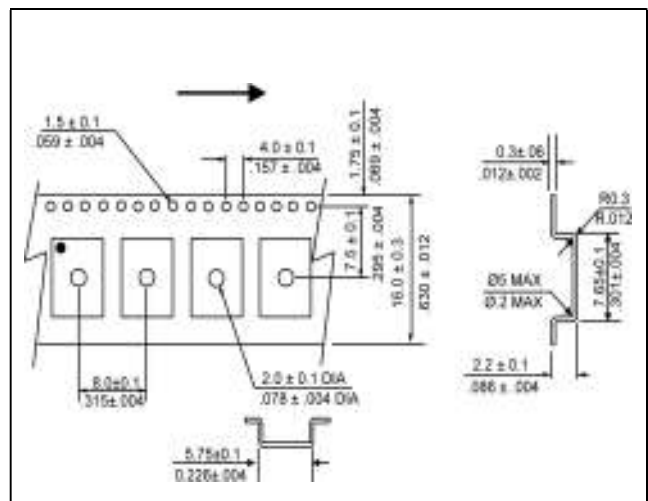 1.5 ± 0.1
.059 ± .004
4.0 ± 0.1
.157 ± .004
1.75 ± 0.1
.069 ± .004
7.5 ± 0.1
.295 ± .004
16.0 ± 0.3
.630 ± .012
0.3±.06
.012±.002
R0.3
R.012
7.65±0.1
.301±.004
Ø5 MAX
Ø.2 MAX
8.0±0.1
.315±.004
2.0 ± 0.1 DIA
.078 ± .004 DIA
2.2 ± 0.1
.086 ± .004
5.75±0.1
0.226±.004